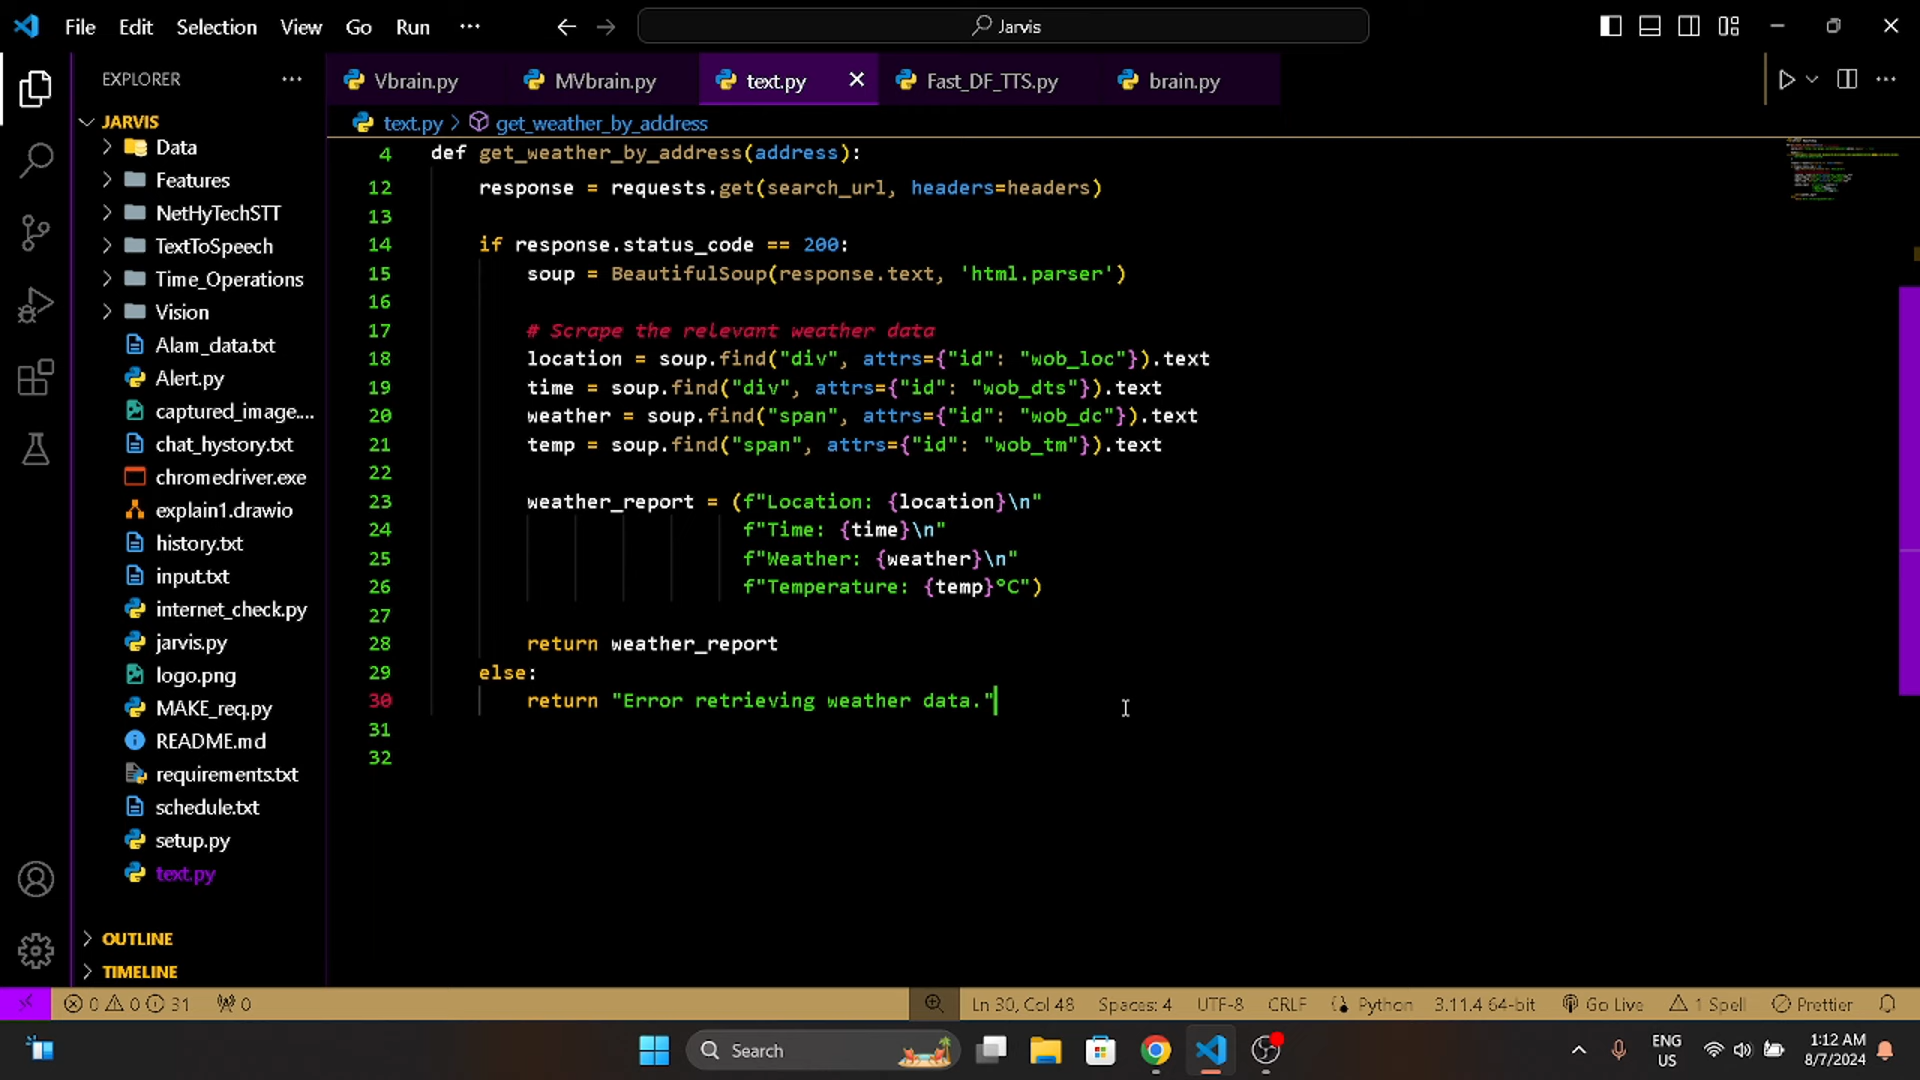 File Edit Selection View Go Run ···
Jarvis
EXPLORER ···
Vbrain.py MVbrain.py text.py Fast_DF_TTS.py brain.py
text.py > get_weather_by_address
JARVIS
Data
Features
NetHyTechSTT
TextToSpeech
Time_Operations
Vision
Alam_data.txt
Alert.py
captured_image....
chat_hystory.txt
chromedriver.exe
explain1.drawio
history.txt
input.txt
internet_check.py
jarvis.py
logo.png
MAKE_req.py
README.md
requirements.txt
schedule.txt
setup.py
text.py
OUTLINE
TIMELINE
4 def get_weather_by_address(address):
12 response = requests.get(search_url, headers=headers)
13
14 if response.status_code == 200:
15 soup = BeautifulSoup(response.text, 'html.parser')
16
17 # Scrape the relevant weather data
18 location = soup.find("div", attrs={"id": "wob_loc"}).text
19 time = soup.find("div", attrs={"id": "wob_dts"}).text
20 weather = soup.find("span", attrs={"id": "wob_dc"}).text
21 temp = soup.find("span", attrs={"id": "wob_tm"}).text
22
23 weather_report = (f"Location: {location}\n"
24 f"Time: {time}\n"
25 f"Weather: {weather}\n"
26 f"Temperature: {temp}°C")
27
28 return weather_report
29 else:
30 return "Error retrieving weather data."
31
32
0 0 31 0 Ln 30, Col 48 Spaces: 4 UTF-8 CRLF Python 3.11.4 64-bit Go Live 1 Spell Prettier
Search
ENG
US
1:12 AM
8/7/2024